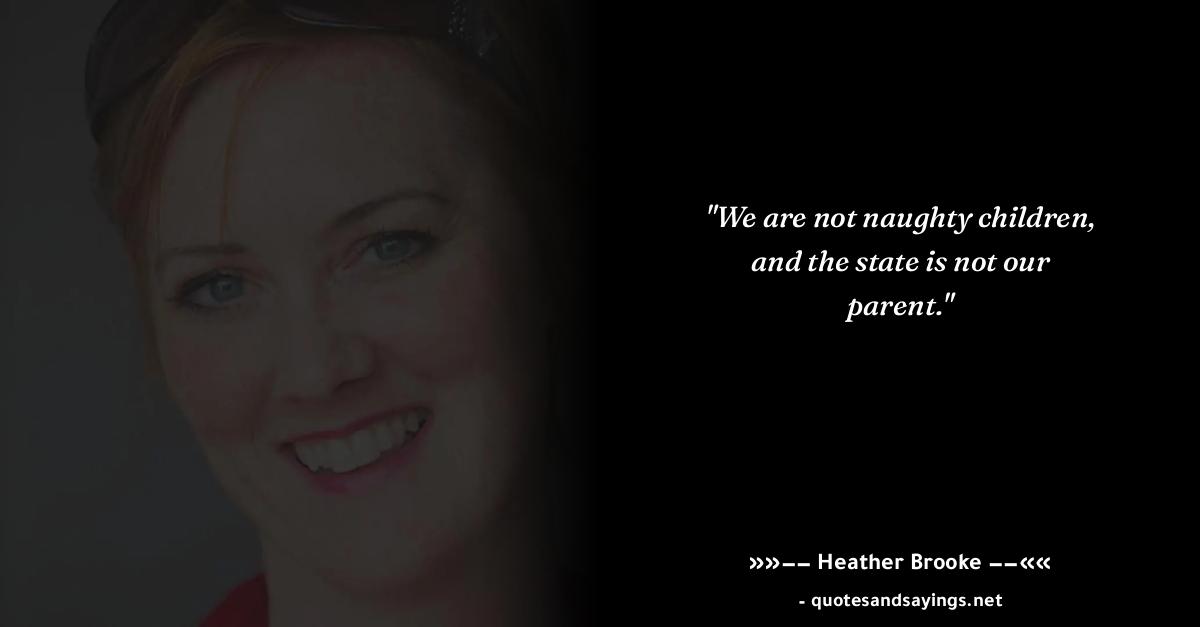 "We are not naughty children,
and the state is not our
parent."
»»−− Heather Brooke −−««
- quotesandsayings.net